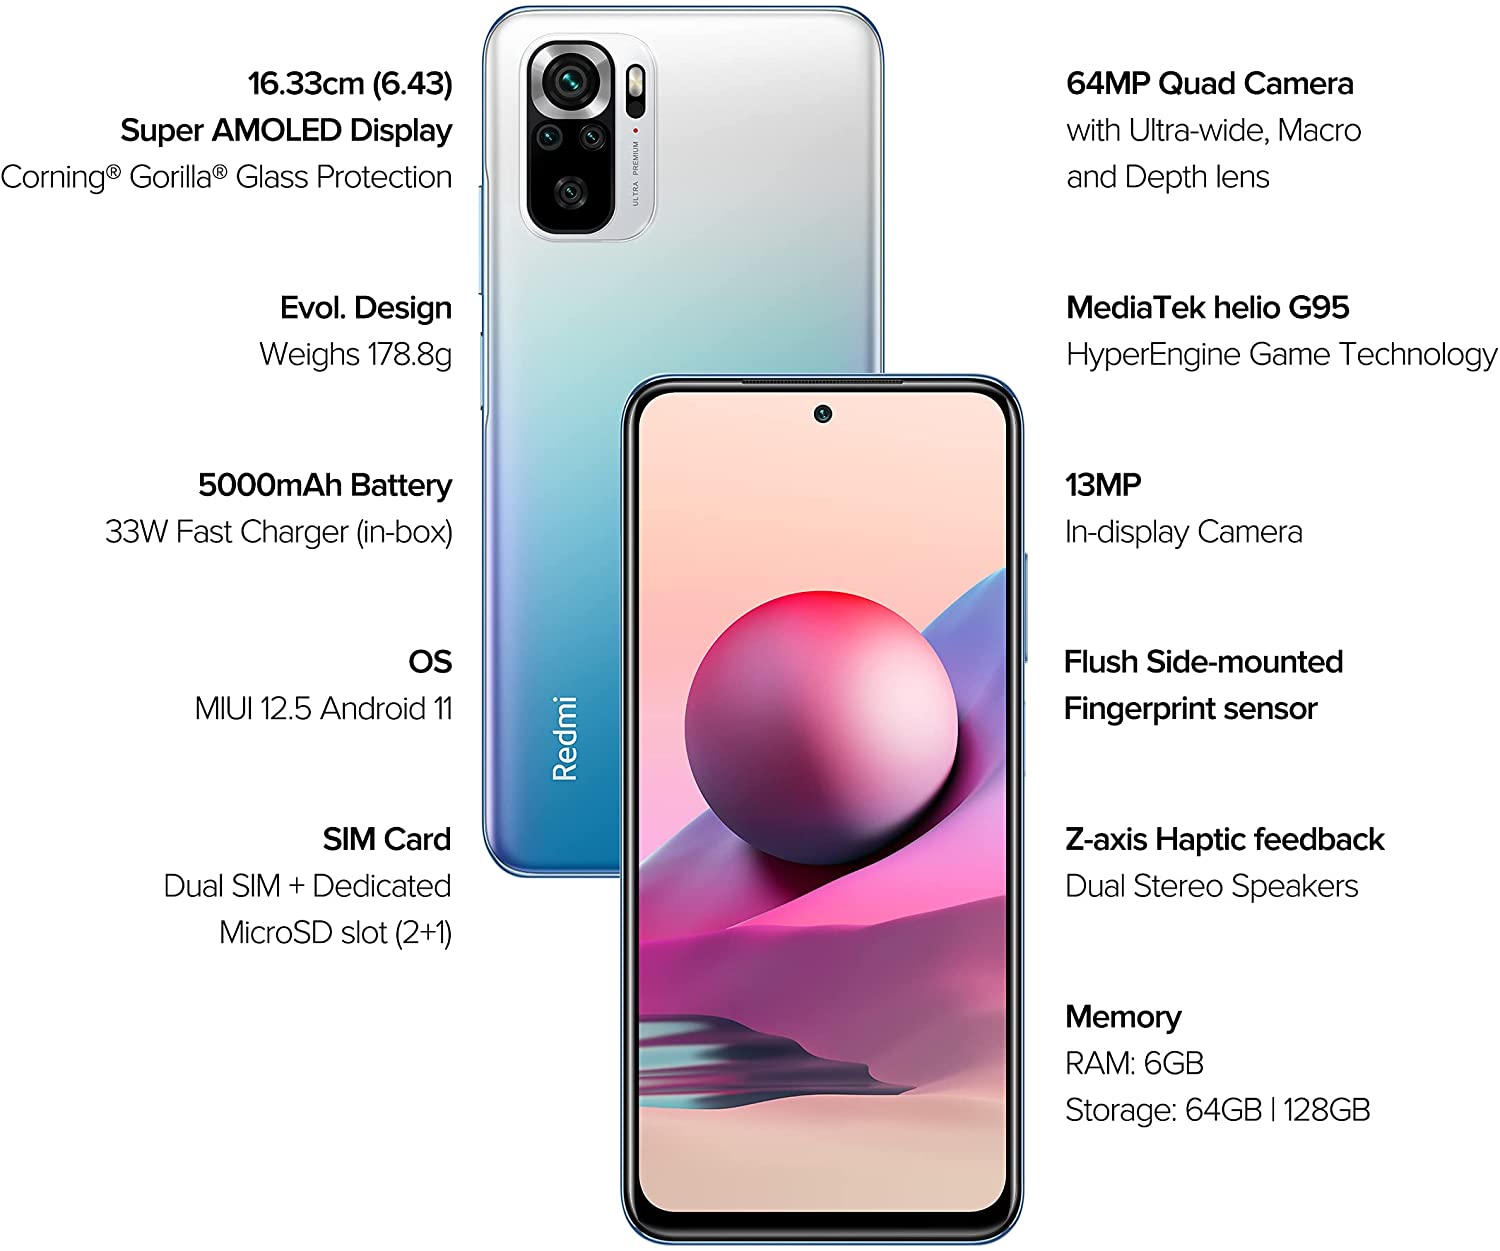 16.33cm (6.43)
Super AMOLED Display
Corning® Gorilla® Glass Protection
Evol. Design
Weighs 178.8g
5000mAh Battery
33W Fast Charger (in-box)
OS
MIUI 12.5 Android 11
SIM Card
Dual SIM + Dedicated
MicroSD slot (2+1)
ULTRA PREMIUM
Redmi
64MP Quad Camera
with Ultra-wide, Macro
and Depth lens
MediaTek helio G95
HyperEngine Game Technology
13MP
In-display Camera
Flush Side-mounted
Fingerprint sensor
Z-axis Haptic feedback
Dual Stereo Speakers
Memory
RAM: 6GB
Storage: 64GB | 128GB